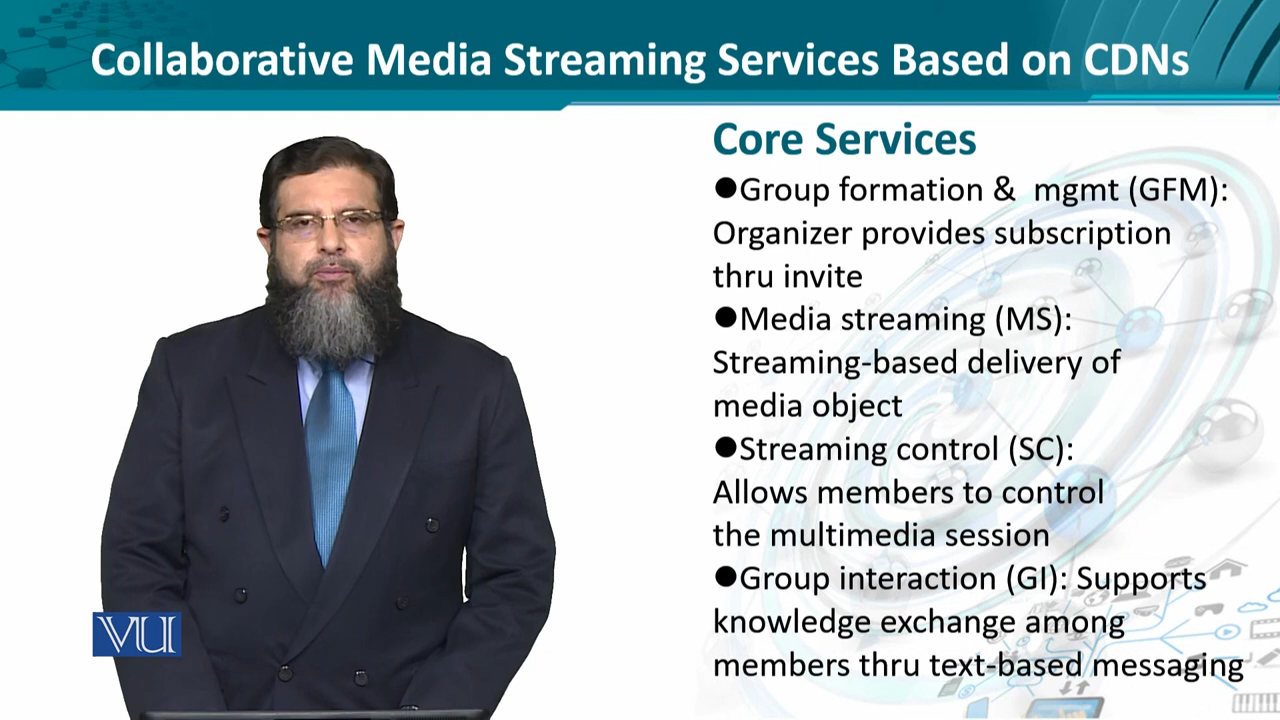 Collaborative Media Streaming Services Based on CDNs
Core Services
●Group formation & mgmt (GFM):
Organizer provides subscription
thru invite
●Media streaming (MS):
Streaming-based delivery of
media object
●Streaming control (SC):
Allows members to control
the multimedia session
●Group interaction (GI): Supports
knowledge exchange among
members thru text-based messaging
VU